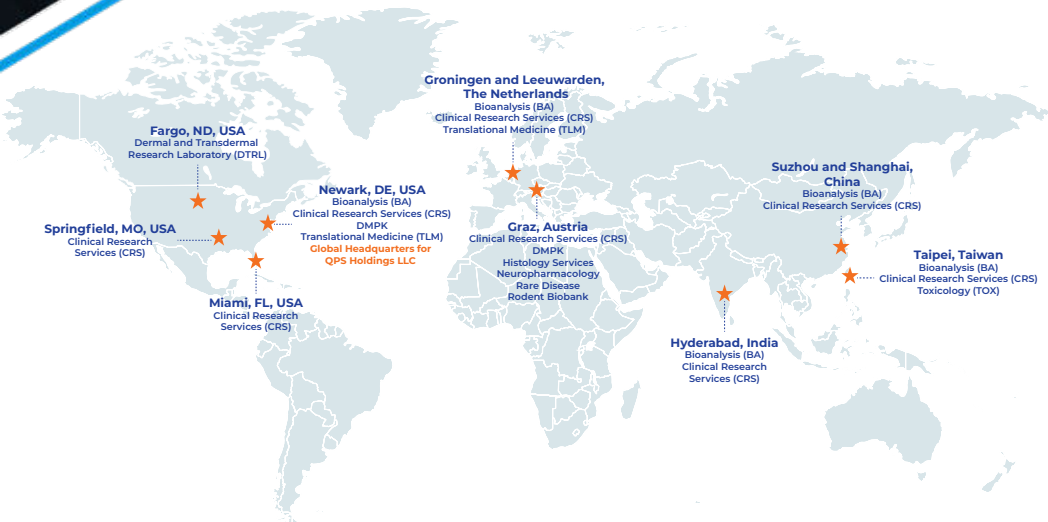 Groningen and Leeuwarden,
The Netherlands
Bioanalysis (BA)
Clinical Research Services (CRS)
Translational Medicine (TLM)
Fargo, ND, USA
Dermal and Transdermal
Research Laboratory (DTRL)
Newark, DE, USA
Bioanalysis (BA)
Clinical Research Services (CRS)
DMPK
Translational Medicine (TLM)
Global Headquarters for
QPS Holdings LLC
Springfield, MO, USA
Clinical Research
Services (CRS)
Miami, FL, USA
Clinical Research
Services (CRS)
Graz, Austria
Clinical Research Services (CRS)
DMPK
Histology Services
Neuropharmacology
Rare Disease
Rodent Biobank
Suzhou and Shanghai,
China
Bioanalysis (BA)
Clinical Research Services (CRS)
Taipei, Taiwan
Bioanalysis (BA)
Clinical Research Services (CRS)
Toxicology (TOX)
Hyderabad, India
Bioanalysis (BA)
Clinical Research
Services (CRS)